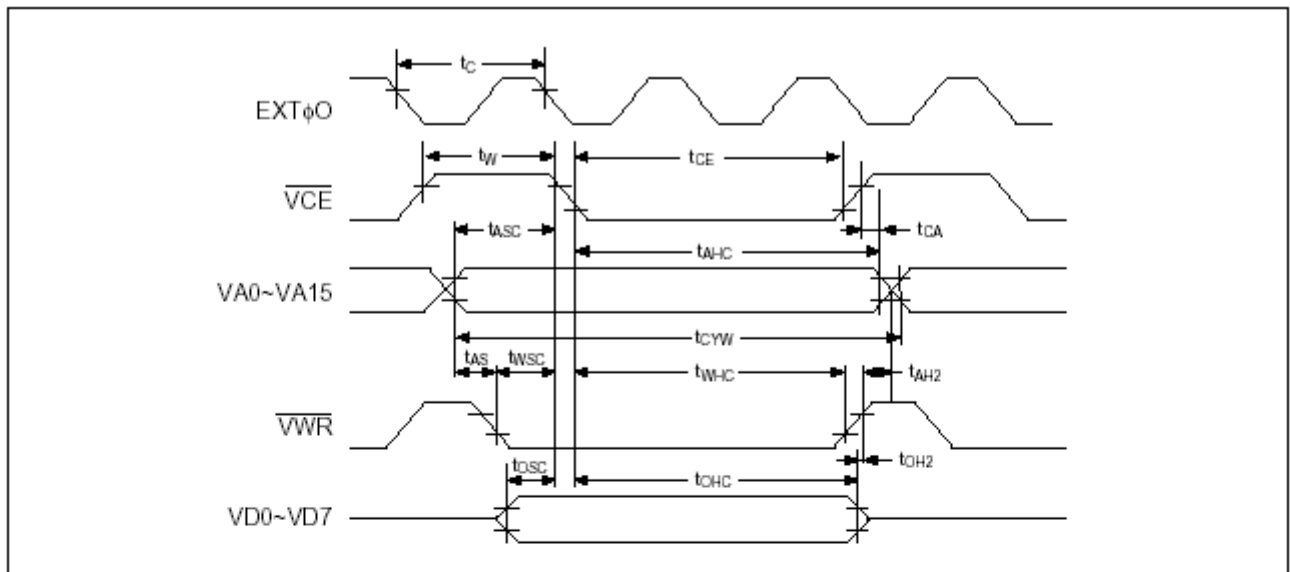 tC
EXTφO
tW
tCE
VCE
tASC
tCA
tAHC
VA0~VA15
tCYW
tAS
tWSC
tWHC
tAH2
VWR
tDSC
tDHC
tOH2
VD0~VD7